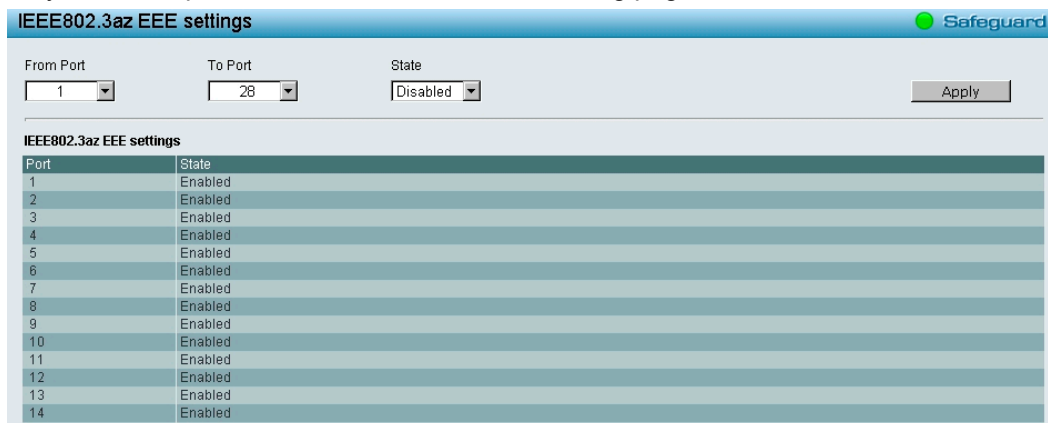 IEEE802.3az EEE settings Safeguard
From Port To Port State
1 28 Disabled Apply
IEEE802.3az EEE settings
Port State
1 Enabled
2 Enabled
3 Enabled
4 Enabled
5 Enabled
6 Enabled
7 Enabled
8 Enabled
9 Enabled
10 Enabled
11 Enabled
12 Enabled
13 Enabled
14 Enabled